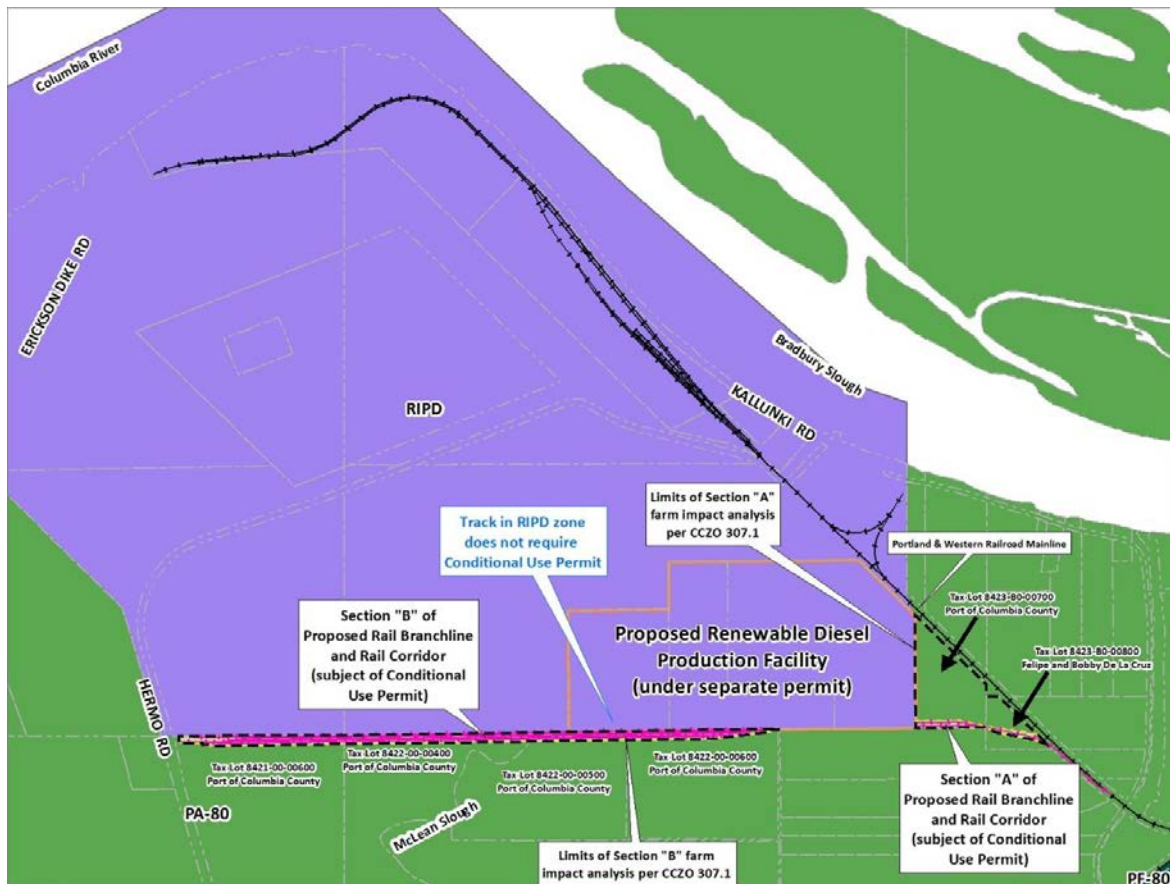 Columbia River
ERICKSON DIKE RD
RIPD
Bradbury Slough
KALLUNKI RD
Limits of Section "A"
farm impact analysis
per CCZO 307.1
Track in RIPD zone
does not require
Conditional Use Permit
Portland & Western Railroad Mainline
Tax Lot 8423-B0-00700
Port of Columbia
County
Section "B" of
Proposed Rail Branchline
and Rail Corridor
(subject of Conditional
Use Permit)
Proposed Renewable Diesel
Production Facility
(under separate permit)
Tax Lot 8423-B0-00800
Felipe and Bobby De La Cruz
HERMO RD
Tax Lot 8421-00-00600
Port of Columbia County
Tax Lot 8422-00-00400
Port of Columbia County
Tax Lot 8422-00-00500
Port of Columbia County
Tax Lot 8422-00-00600
Port of Columbia County
PA-80
McLean Slough
Limits of Section "B" farm
impact analysis per CCZO 307.1
Section "A" of
Proposed Rail Branchline
and Rail Corridor
(subject of Conditional
Use Permit)
PF-80